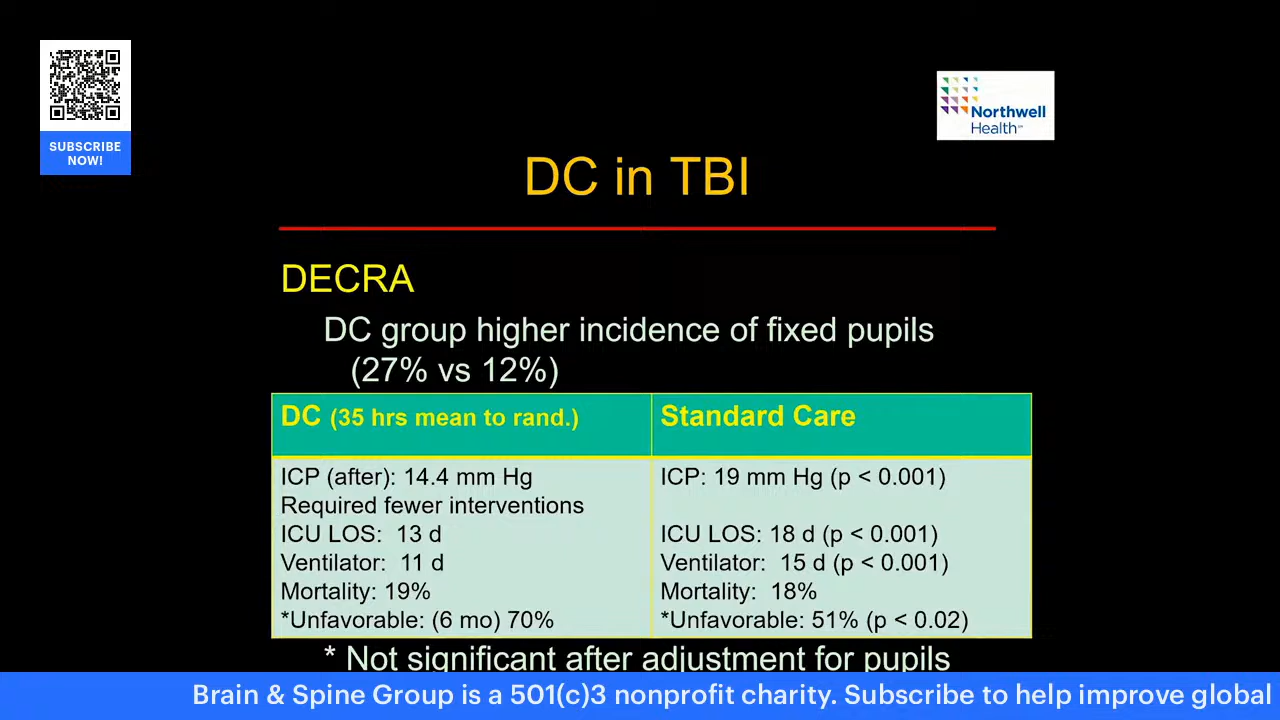 SUBSCRIBE
NOW!
Northwell
Health℠
DC in TBI
DECRA
DC group higher incidence of fixed pupils
(27% vs 12%)
DC (35 hrs mean to rand.)
Standard Care
ICP (after): 14.4 mm Hg
Required fewer interventions
ICU LOS: 13 d
Ventilator: 11 d
Mortality: 19%
*Unfavorable: (6 mo) 70%
ICP: 19 mm Hg (p < 0.001)
ICU LOS: 18 d (p < 0.001)
Ventilator: 15 d (p < 0.001)
Mortality: 18%
*Unfavorable: 51% (p < 0.02)
* Not significant after adjustment for pupils
Brain & Spine Group is a 501(c)3 nonprofit charity. Subscribe to help improve global